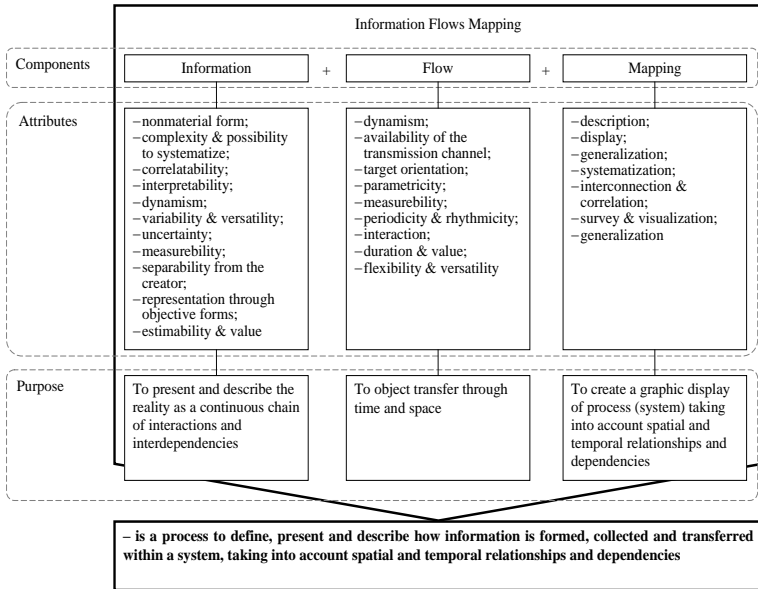 Information Flows Mapping
Components
Information
+
Flow
+
Mapping
Attributes
–nonmaterial form;
–complexity & possibility
to systematize;
–correlatability;
–interpretability;
–dynamism;
–variability & versatility;
–uncertainty;
–measurebility;
–separability from the
creator;
–representation through
objective forms;
–estimability & value
–dynamism;
–availability of the
transmission channel;
–target orientation;
–parametricity;
–measurebility;
–periodicity & rhythmicity;
–interaction;
–duration & value;
–flexibility & versatility
–description;
–display;
–generalization;
–systematization;
–interconnection &
correlation;
–survey & visualization;
–generalization
Purpose
To present and describe the
reality as a continuous chain
of interactions and
interdependencies
To object transfer through
time and space
To create a graphic display
of process (system) taking
into account spatial and
temporal relationships and
dependencies
– is a process to define, present and describe how information is formed, collected and transferred
within a system, taking into account spatial and temporal relationships and dependencies